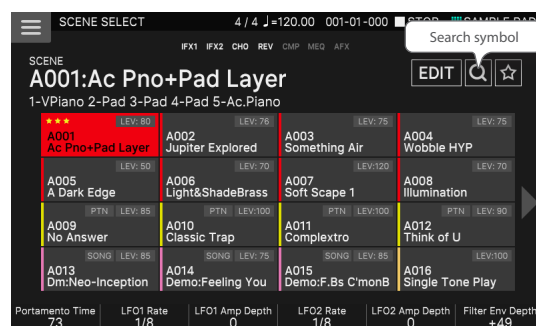 SCENE SELECT 4 / 4 ♩=120.00 001-01-000
Search symbol
IFX1 IFX2 CHO REV CMP MEQ AFX
SCENE
A001:Ac Pno+Pad Layer
EDIT
1-VPiano 2-Pad 3-Pad 4-Pad 5-Ac.Piano
★★★ LEV: 80 LEV: 76 LEV: 75 LEV: 75
A001 A002 A003 A004
Ac Pno+Pad Layer Jupiter Explored Something Air Wobble HYP
LEV: 50 LEV: 70 LEV:120 LEV: 70
A005 A006 A007 A008
A Dark Edge Light&ShadeBrass Soft Scape 1 Illumination
PTN LEV: 85 PTN LEV:100 PTN LEV:100 PTN LEV: 90
A009 A010 A011 A012
No Answer Classic Trap Complextro Think of U
SONG LEV: 85 SONG LEV: 75 SONG LEV: 85 LEV:100
A013 A014 A015 A016
Dm:Neo-Inception Demo:Feeling You Demo:F.Bs C'monB Single Tone Play
Portamento Time LFO1 Rate LFO1 Amp Depth LFO2 Rate LFO2 Amp Depth Filter Env Depth
73 1/8 0 1/8 0 +49